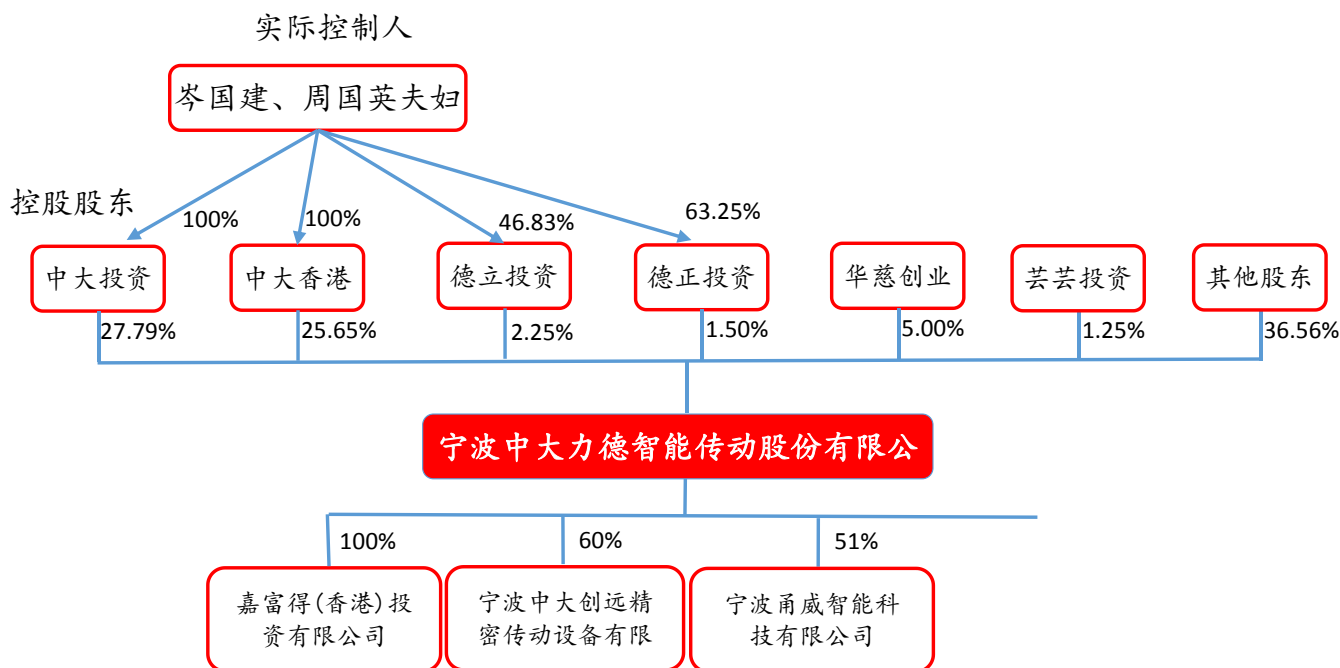 实际控制人
岑国建、周国英夫妇
控股股东
100%
100%
46.83%
63.25%
中大投资
中大香港
德立投资
德正投资
华慈创业
芸芸投资
其他股东
27.79%
25.65%
2.25%
1.50%
5.00%
1.25%
36.56%
宁波中大力德智能传动股份有限公
100%
60%
51%
嘉富得(香港)投
资有限公司
宁波中大创远精
密传动设备有限
宁波甬威智能科
技有限公司